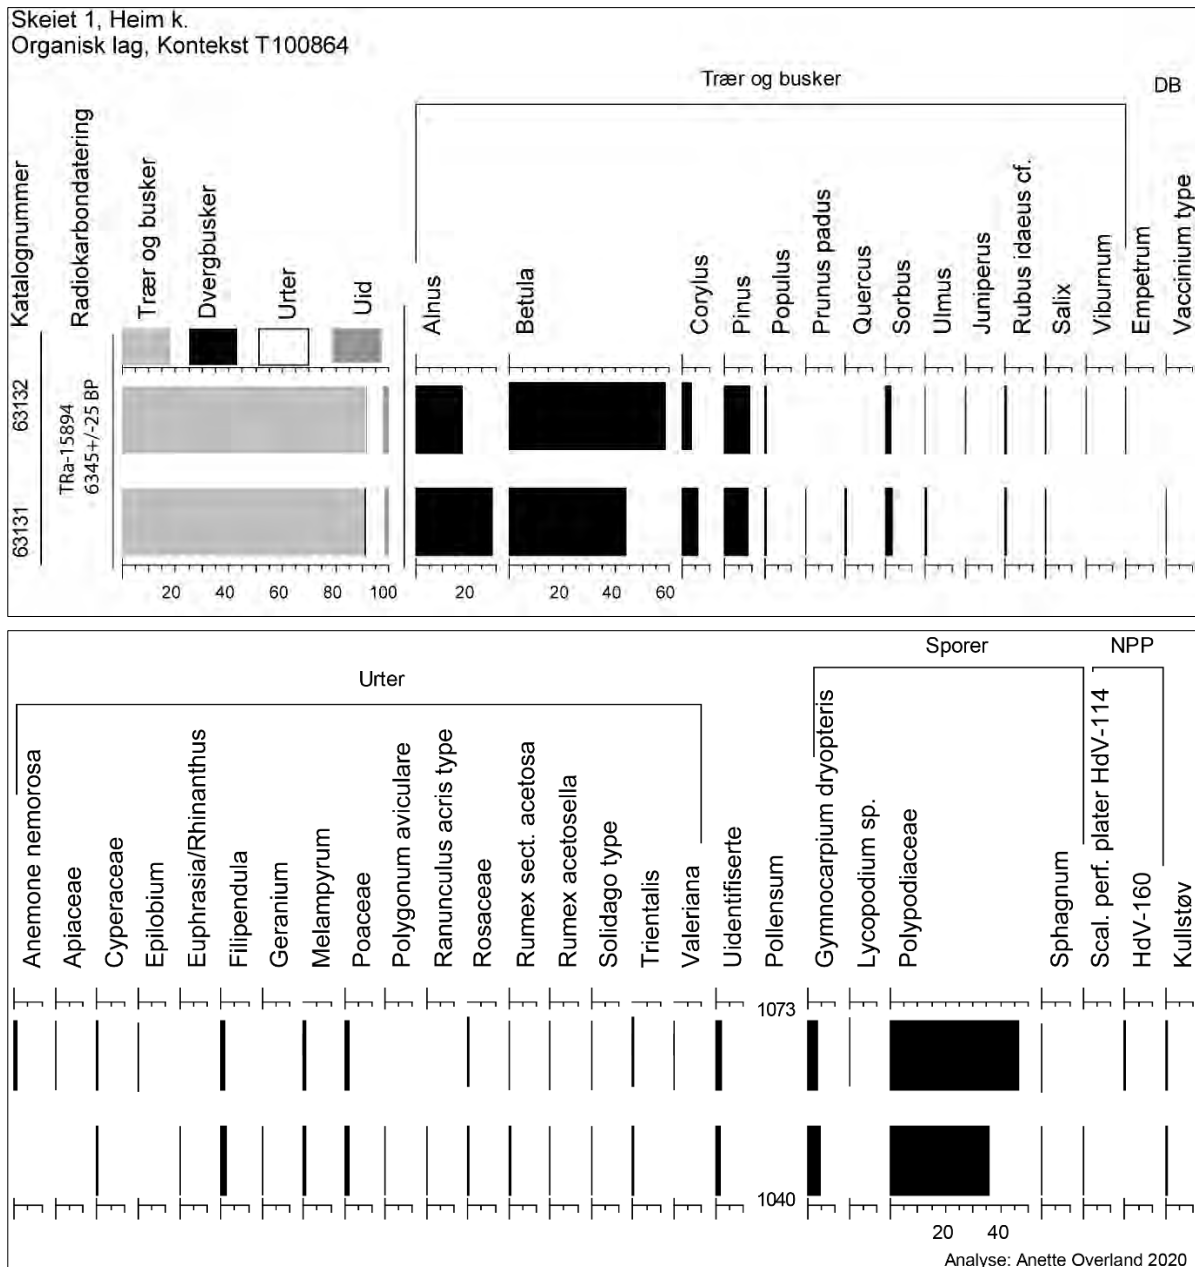 Skeiet 1, Heim k.
Organisk lag, Kontekst T100864
Trær og busker
DB
Katalognummer
Radiokarbondatering
Trær og busker
Dvergbusker
Urter
Uid
Alnus
Betula
Corylus
Pinus
Populus
Prunus padus
Quercus
Sorbus
Ulmus
Juniperus
Rubus idaeus cf.
Salix
Viburnum
Empetrum
Vaccinium type
63132
63131
TRa-15894
6345+/-25 BP
20 40 60 80 100 20 20 40 60
Urter
Sporer
NPP
Anemone nemorosa
Apiaceae
Cyperaceae
Epilobium
Euphrasia/Rhinanthus
Filipendula
Geranium
Melampyrum
Poaceae
Polygonum aviculare
Ranunculus acris type
Rosaceae
Rumex sect. acetosa
Rumex acetosella
Solidago type
Trientalis
Valeriana
Uidentifiserte
Pollensum
Gymnocarpium dryopteris
Lycopodium sp.
Polypodiaceae
Sphagnum
Scal. perf. plater HdV-114
HdV-160
Kullstøv
1073
1040
20 40
Analyse: Anette Overland 2020